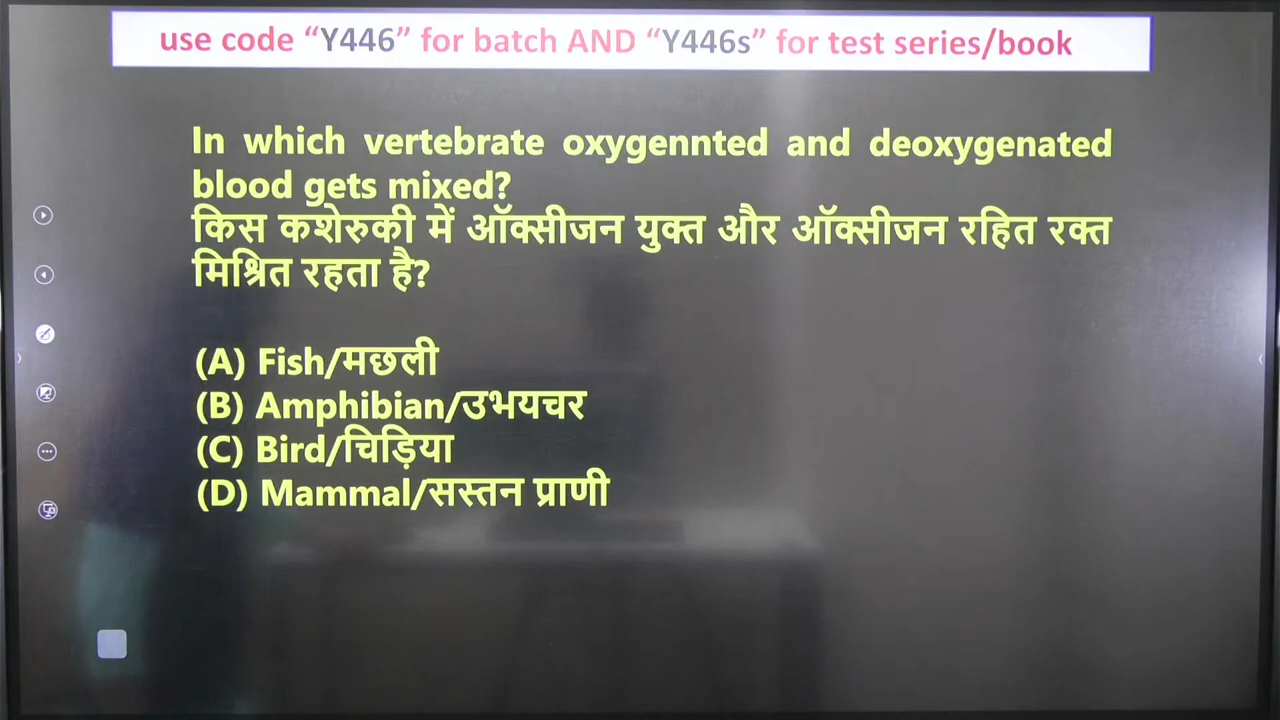 use code “Y446” for batch AND “Y446s” for test series/book
In which vertebrate oxygennted and deoxygenated
blood gets mixed?
किस कशेरुकी में ऑक्सीजन युक्त और ऑक्सीजन रहित रक्त
मिश्रित रहता है?
(A) Fish/मछली
(B) Amphibian/उभयचर
(C) Bird/चिड़िया
(D) Mammal/सस्तन प्राणी